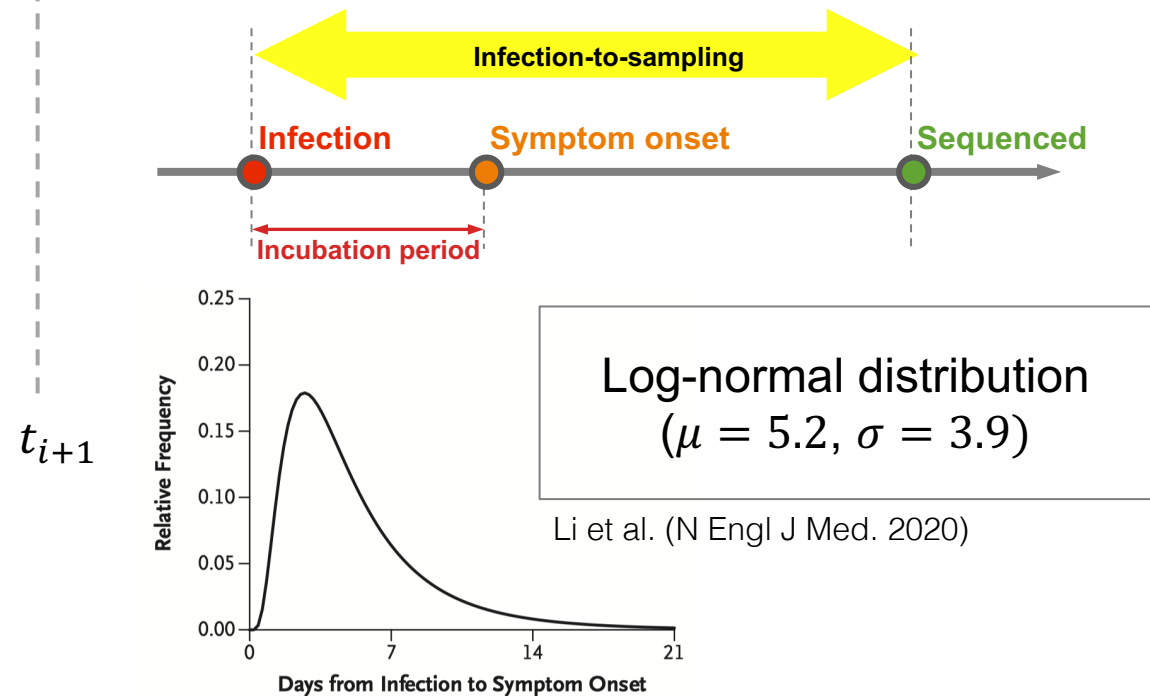 Infection-to-sampling
Infection
Symptom onset
Sequenced
Incubation period
0.25
0.20
0.15
0.10
0.05
0.00
Relative Frequency
0
7
14
21
Days from Infection to Symptom Onset
Log-normal distribution
(μ = 5.2, σ = 3.9)
Li et al. (N Engl J Med. 2020)
tᵢ₊₁